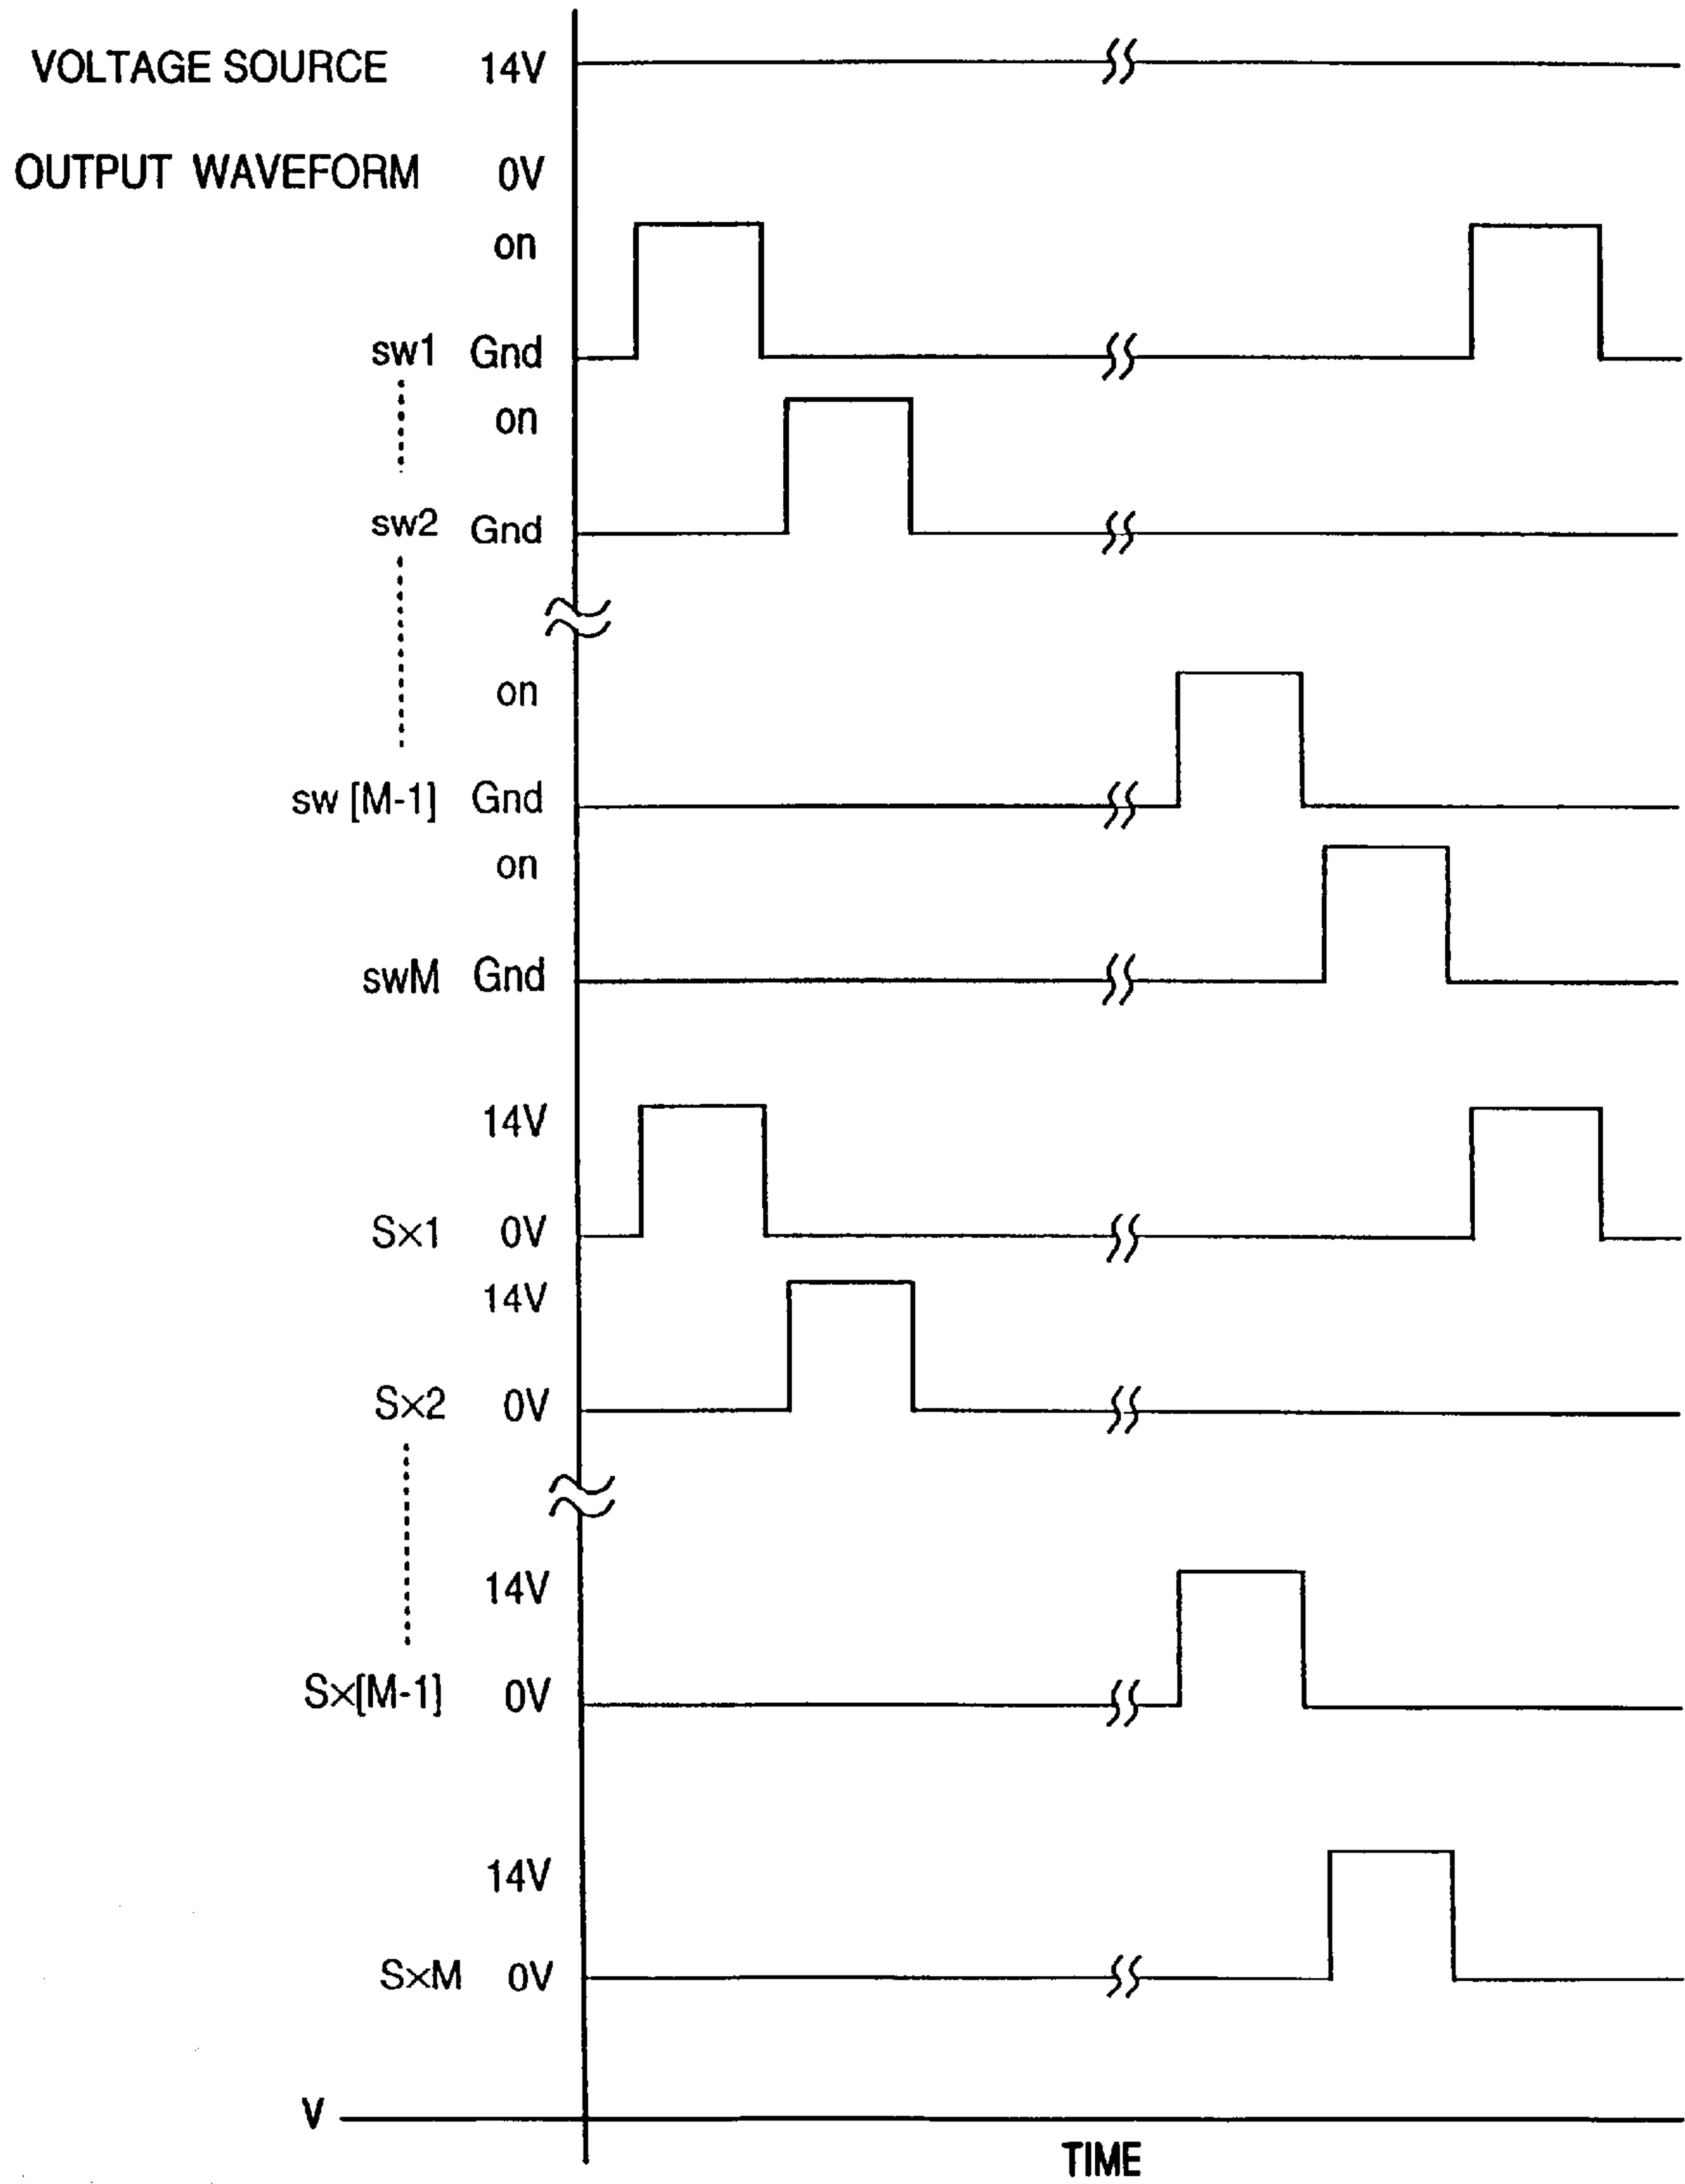 VOLTAGE SOURCE 14V
OUTPUT WAVEFORM 0V
on
sw1 Gnd
on
sw2 Gnd
on
sw [M-1] Gnd
on
swM Gnd
14V
S×1 0V
14V
S×2 0V
14V
S×[M-1] 0V
14V
S×M 0V
V
TIME